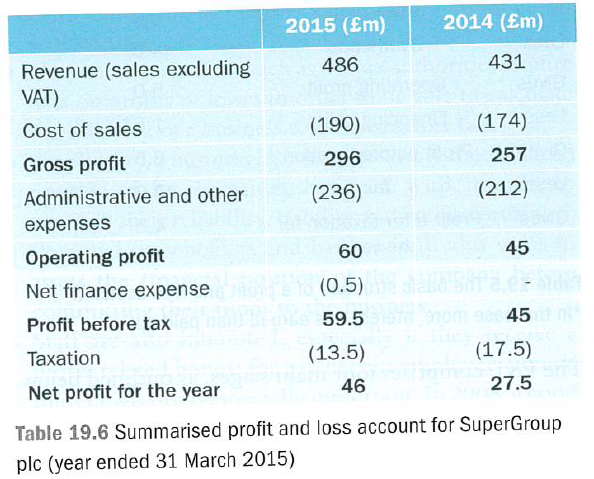 2015 (£m) 2014 (£m)
Revenue (sales excluding 486 431
VAT)
Cost of sales (190) (174)
Gross profit 296 257
Administrative and other (236) (212)
expenses
Operating profit 60 45
Net finance expense (0.5) -
Profit before tax 59.5 45
Taxation (13.5) (17.5)
Net profit for the year 46 27.5
Table 19.6 Summarised profit and loss account for SuperGroup
plc (year ended 31 March 2015)